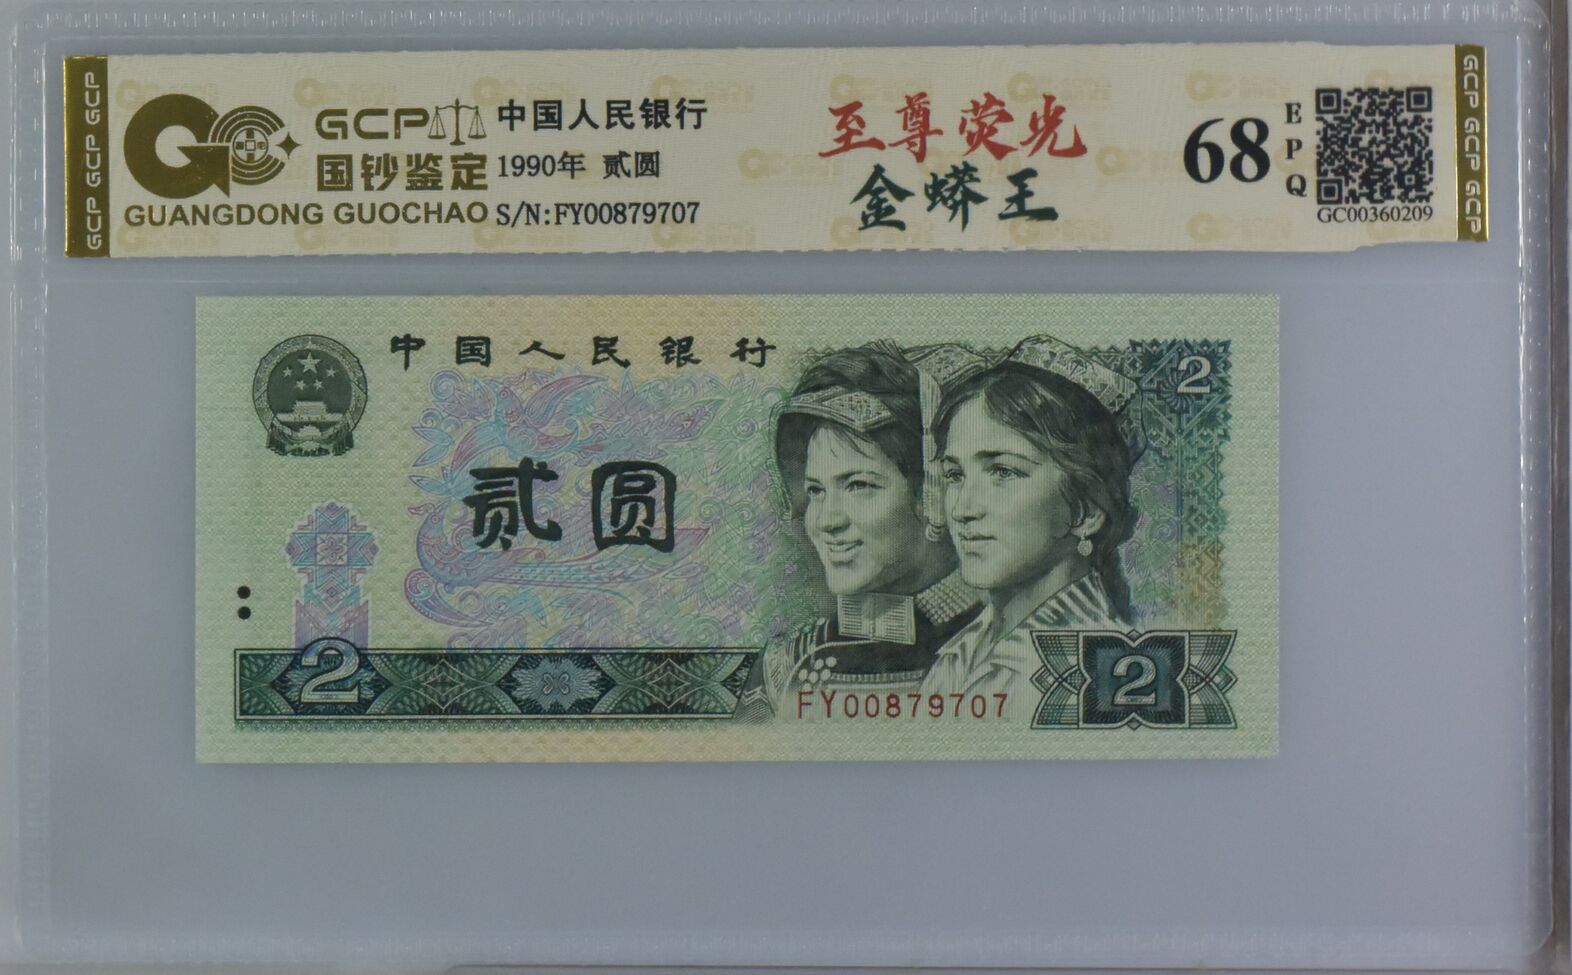 GCP GCP GCP
GCP
国钞鉴定
GUANGDONG GUOCHAO
中国人民银行
1990年 贰圆
S/N:FY00879707
至尊荧光
金蟒王
68
EPQ
GC00360209
GCP GCP GCP
中国人民银行
2
贰圆
2
FY00879707
2